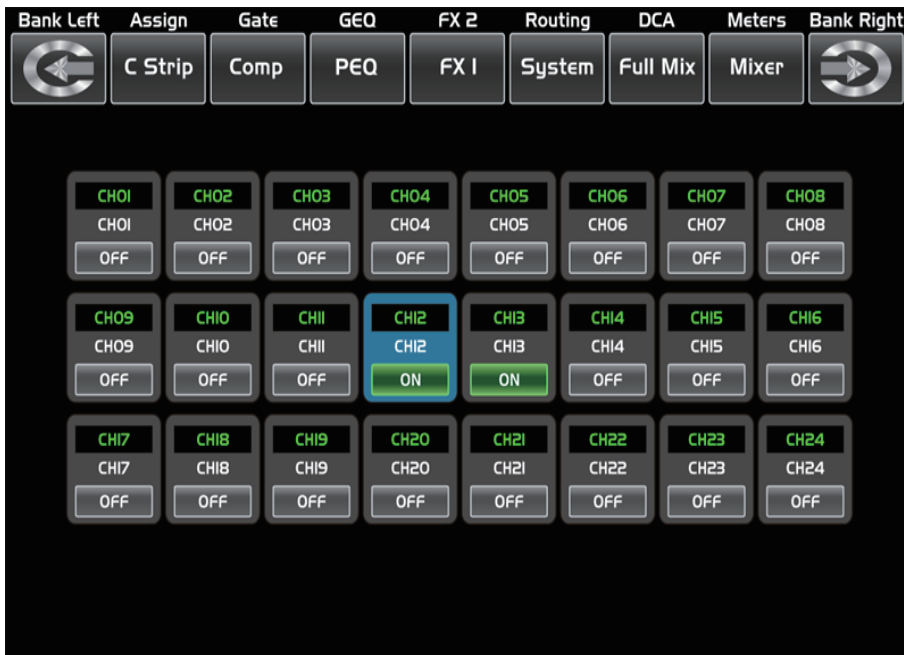 Bank Left Assign Gate GEQ FX 2 Routing DCA Meters Bank Right
C Strip Comp PEQ FX 1 System Full Mix Mixer
CH01 CH02 CH03 CH04 CH05 CH06 CH07 CH08
CH01 CH02 CH03 CH04 CH05 CH06 CH07 CH08
OFF OFF OFF OFF OFF OFF OFF OFF
CH09 CH10 CH11 CH12 CH13 CH14 CH15 CH16
CH09 CH10 CH11 CH12 CH13 CH14 CH15 CH16
OFF OFF OFF ON ON OFF OFF OFF
CH17 CH18 CH19 CH20 CH21 CH22 CH23 CH24
CH17 CH18 CH19 CH20 CH21 CH22 CH23 CH24
OFF OFF OFF OFF OFF OFF OFF OFF